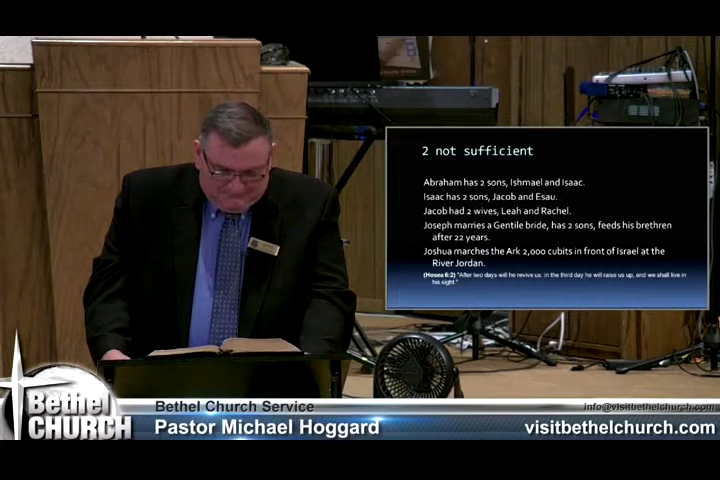 2 not sufficient
Abraham has 2 sons, Ishmael and Isaac.
Isaac has 2 sons, Jacob and Esau.
Jacob had 2 wives, Leah and Rachel.
Joseph marries a Gentile bride, has 2 sons, feeds his brethren
after 22 years.
Joshua marches the Ark 2,000 cubits in front of Israel at the
River Jordan.
(Hosea 6:2) "After two days will he revive us: in the third day he will raise us up, and we shall live in
his sight."
Bethel
CHURCH
Bethel Church Service
info@visitbethelchurch.com
Pastor Michael Hoggard
visitbethelchurch.com